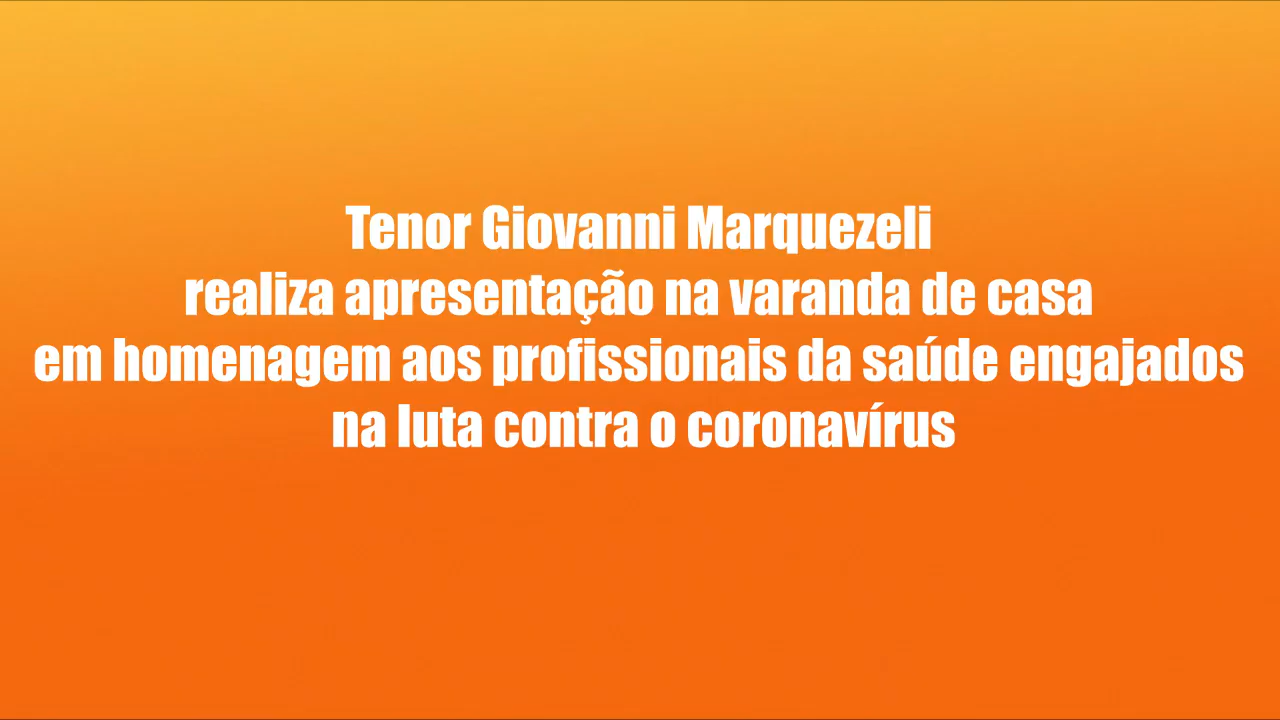 Tenor Giovanni Marquezeli
realiza apresentação na varanda de casa
em homenagem aos profissionais da saúde engajados
na luta contra o coronavírus